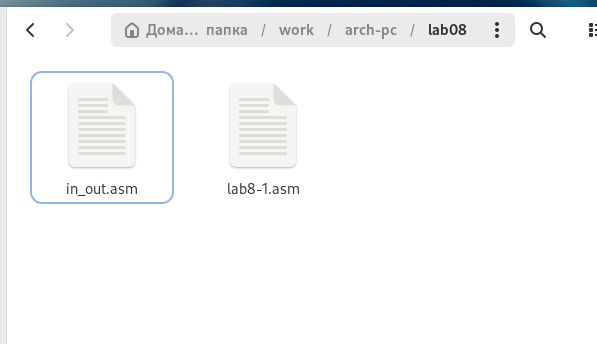 Дома… папка / work / arch-pc / lab08
in_out.asm
lab8-1.asm